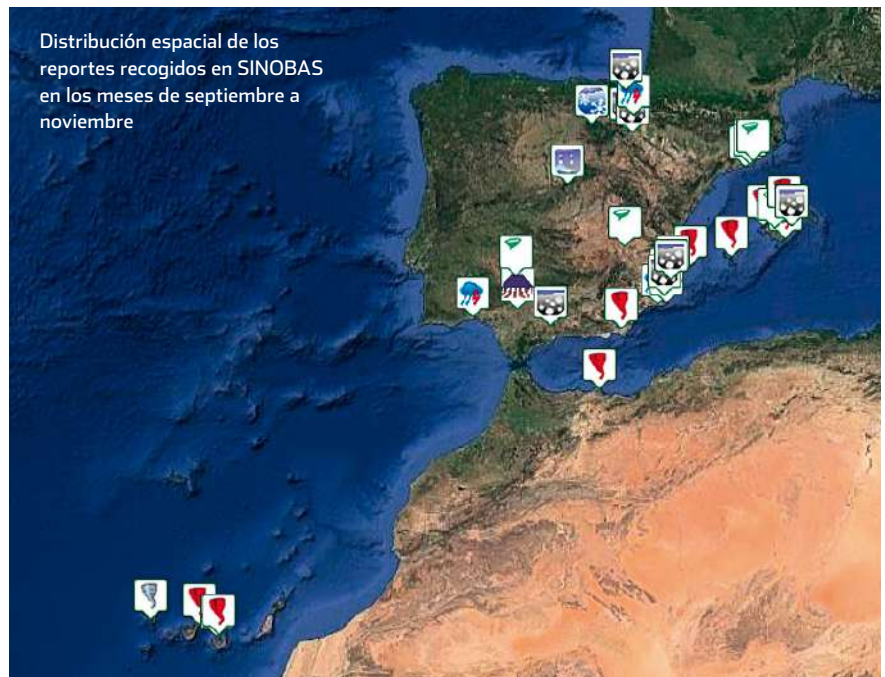 Distribución espacial de los
reportes recogidos en SINOBAS
en los meses de septiembre a
noviembre